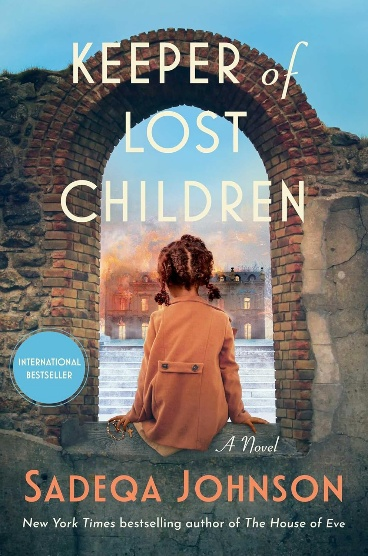 KEEPER of
LOST
CHILDREN
INTERNATIONAL
BESTSELLER
A Novel
SADEQA JOHNSON
New York Times bestselling author of The House of Eve